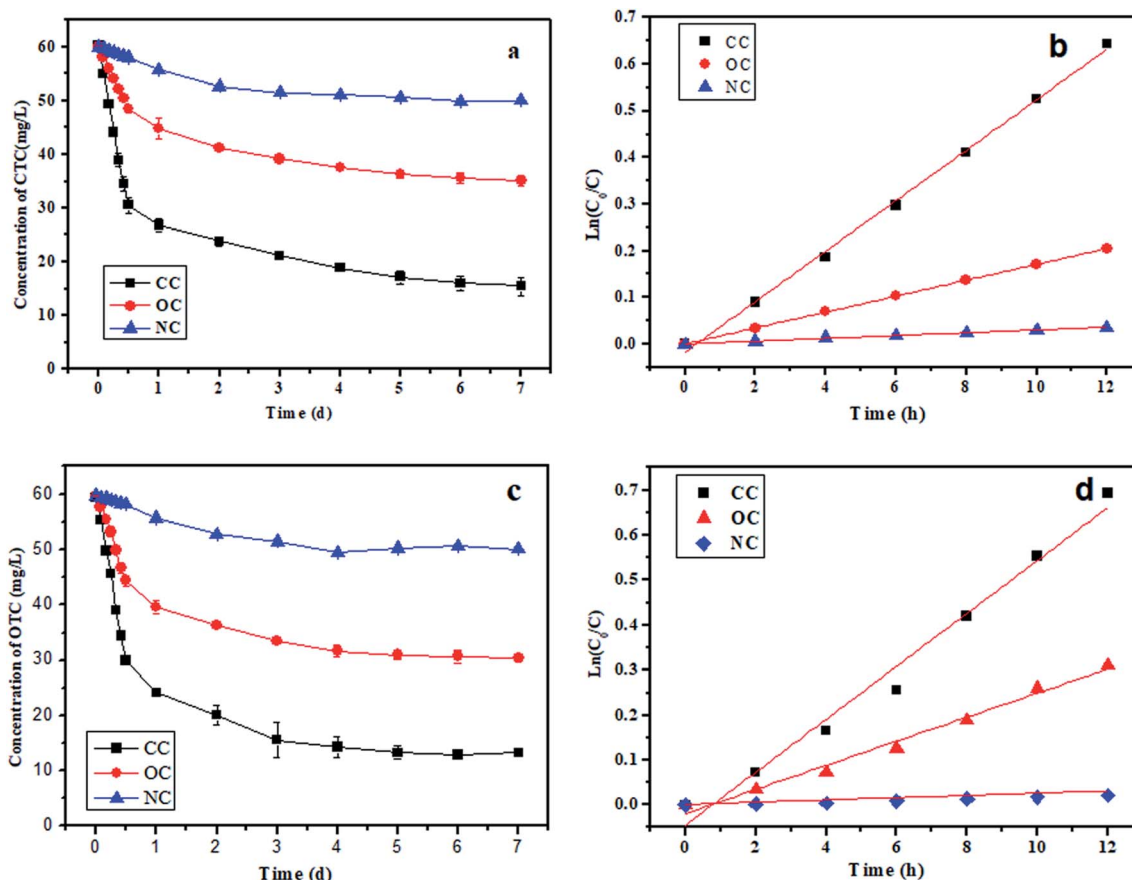 a
60
50
40
30
20
10
0
Concentration of CTC(mg/L)
CC
OC
NC
0 1 2 3 4 5 6 7
Time (d)
b
0.7
0.6
0.5
0.4
0.3
0.2
0.1
0.0
Ln(C₀/C)
CC
OC
NC
0 2 4 6 8 10 12
Time (h)
c
60
50
40
30
20
10
0
Concentration of OTC (mg/L)
CC
OC
NC
0 1 2 3 4 5 6 7
Time (d)
d
0.7
0.6
0.5
0.3
0.2
0.1
0.0
Ln(C₀/C)
CC
OC
NC
0 2 4 6 8 10 12
Time (h)